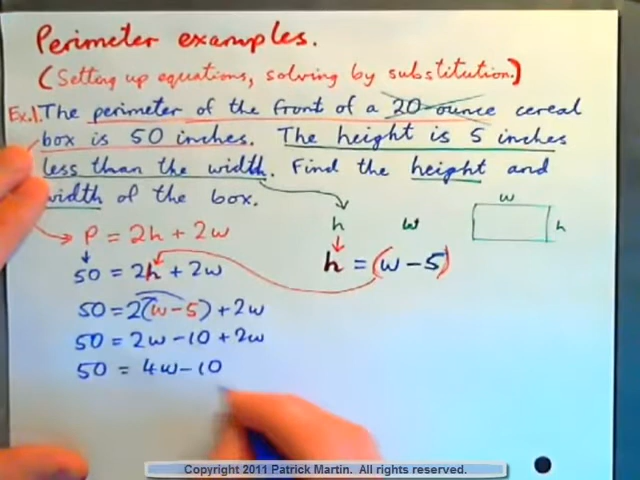 Perimeter examples.
(Setting up equations, solving by substitution.)
Ex.1. The perimeter of the front of a 20-ounce cereal
box is 50 inches. The height is 5 inches
less than the width. Find the height and
width of the box.
w
h
h w
P = 2h + 2w
h = (w - 5)
50 = 2h + 2w
50 = 2(w - 5) + 2w
50 = 2w - 10 + 2w
50 = 4w - 10
Copyright 2011 Patrick Martin. All rights reserved.